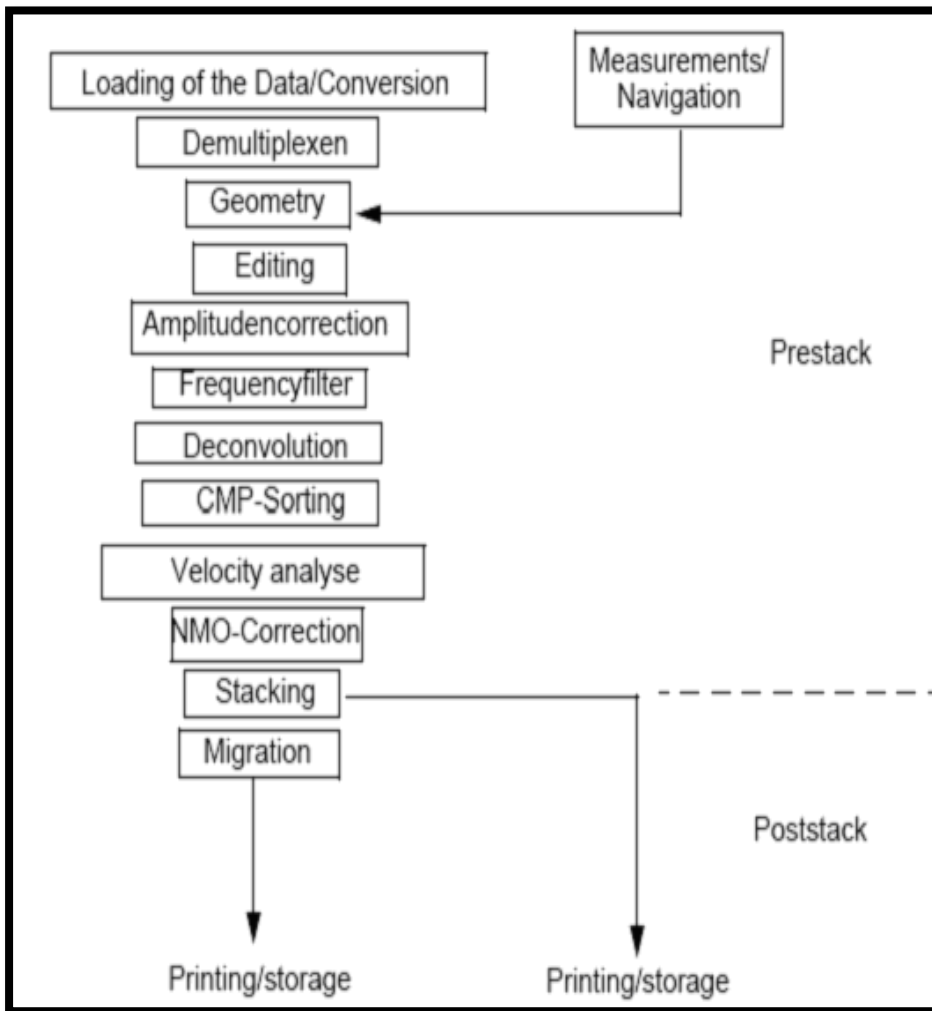 Loading of the Data/Conversion
Measurements/
Navigation
Demultiplexen
Geometry
Editing
Amplitudencorrection
Prestack
Frequencyfilter
Deconvolution
CMP-Sorting
Velocity analyse
NMO-Correction
Stacking
Migration
Poststack
Printing/storage
Printing/storage